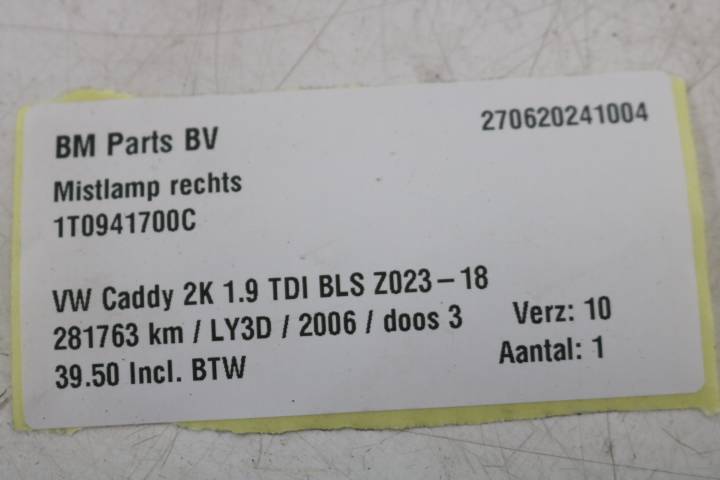 BM Parts BV 270620241004
Mistlamp rechts
1T0941700C
VW Caddy 2K 1.9 TDI BLS Z023-18
281763 km / LY3D / 2006 / doos 3 Verz: 10
39.50 Incl. BTW Aantal: 1